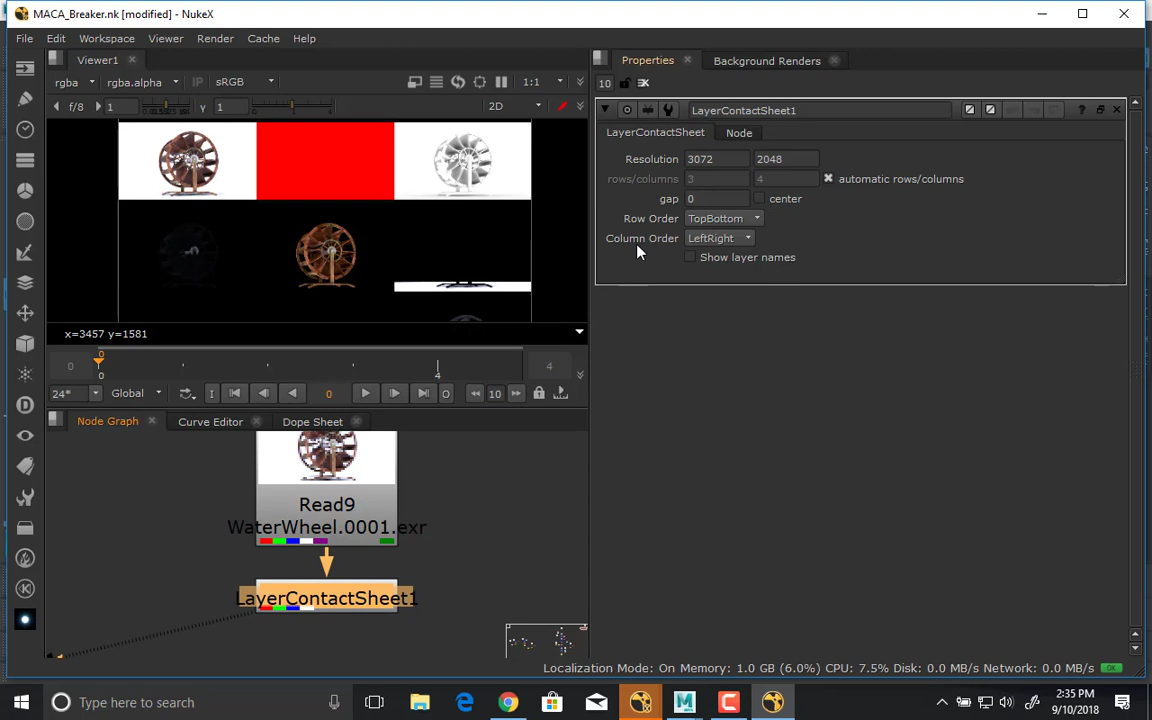 MACA_Breaker.nk [modified] - NukeX
File Edit Workspace Viewer Render Cache Help
Viewer1
rgba rgba.alpha IP sRGB 1:1
f/8 1 Y 1 2D
x=3457 y=1581
0 0 0 4 4
24* Global I 0 O 10
Node Graph Curve Editor Dope Sheet
Read9
WaterWheel.0001.exr
LayerContactSheet1
Properties Background Renders
10
LayerContactSheet1
LayerContactSheet Node
Resolution 3072 2048
rows/columns 3 4 automatic rows/columns
gap 0 center
Row Order TopBottom
Column Order LeftRight
Show layer names
Localization Mode: On Memory: 1.0 GB (6.0%) CPU: 7.5% Disk: 0.0 MB/s Network: 0.0 MB/s OK
Type here to search
2:35 PM
9/10/2018